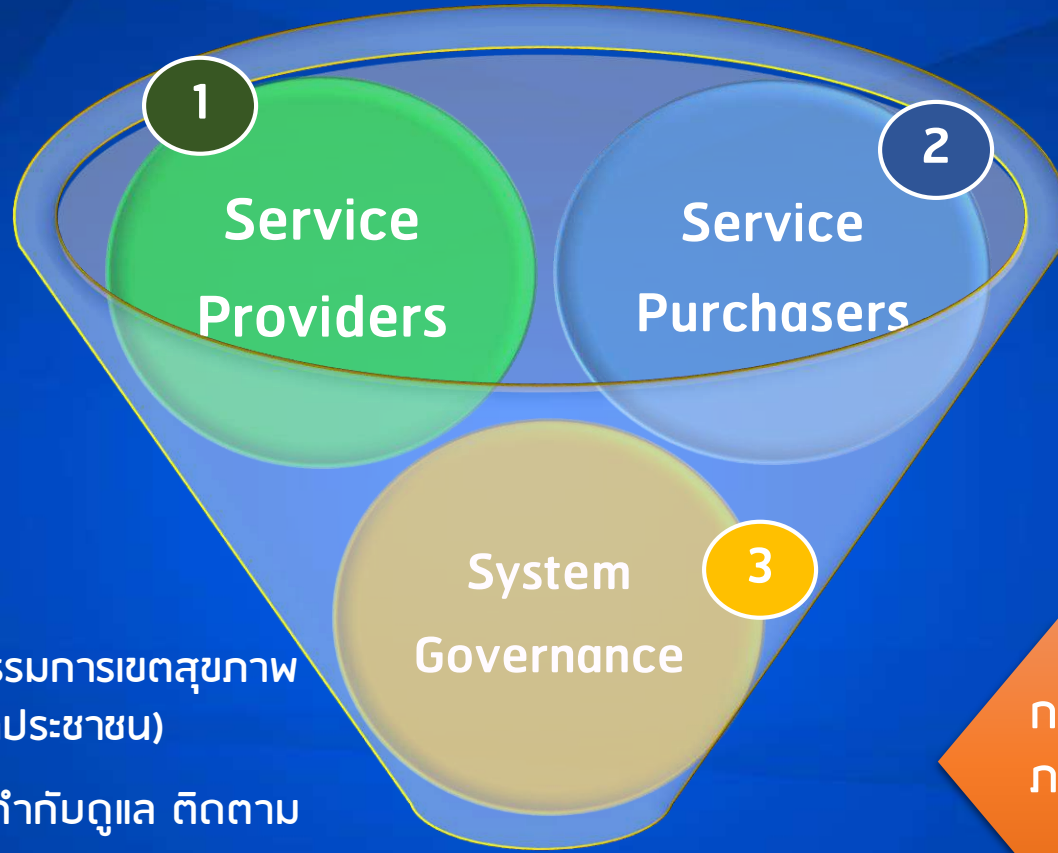 1
Service
Providers
2
Service
Purchasers
3
System
Governance
รรมการเขตสุขภาพ
ประชาชน)
กำกับดูแล ติดตาม